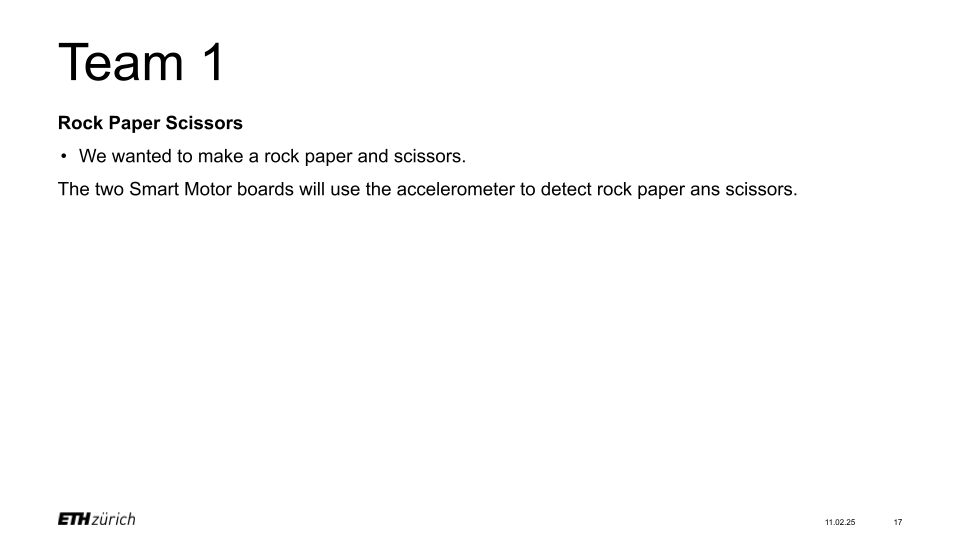 Team 1
Rock Paper Scissors
• We wanted to make a rock paper and scissors.
The two Smart Motor boards will use the accelerometer to detect rock paper ans scissors.
ETH zürich
11.02.25
17